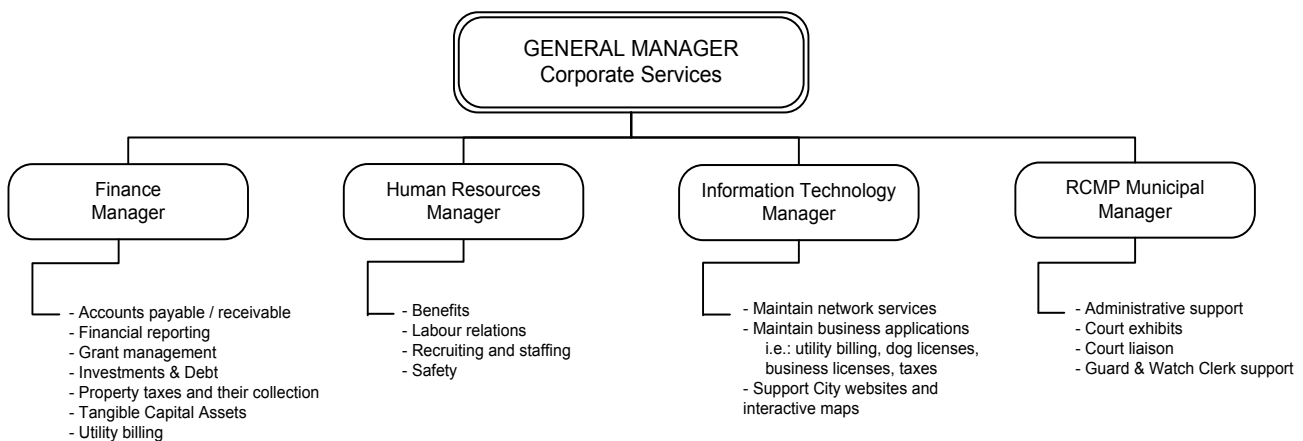 GENERAL MANAGER
Corporate Services
Finance
Manager
- Accounts payable / receivable
- Financial reporting
- Grant management
- Investments & Debt
- Property taxes and their collection
- Tangible Capital Assets
- Utility billing
Human Resources
Manager
- Benefits
- Labour relations
- Recruiting and staffing
- Safety
Information Technology
Manager
- Maintain network services
- Maintain business applications
i.e.: utility billing, dog licenses,
business licenses, taxes
- Support City websites and
interactive maps
RCMP Municipal
Manager
- Administrative support
- Court exhibits
- Court liaison
- Guard & Watch Clerk support